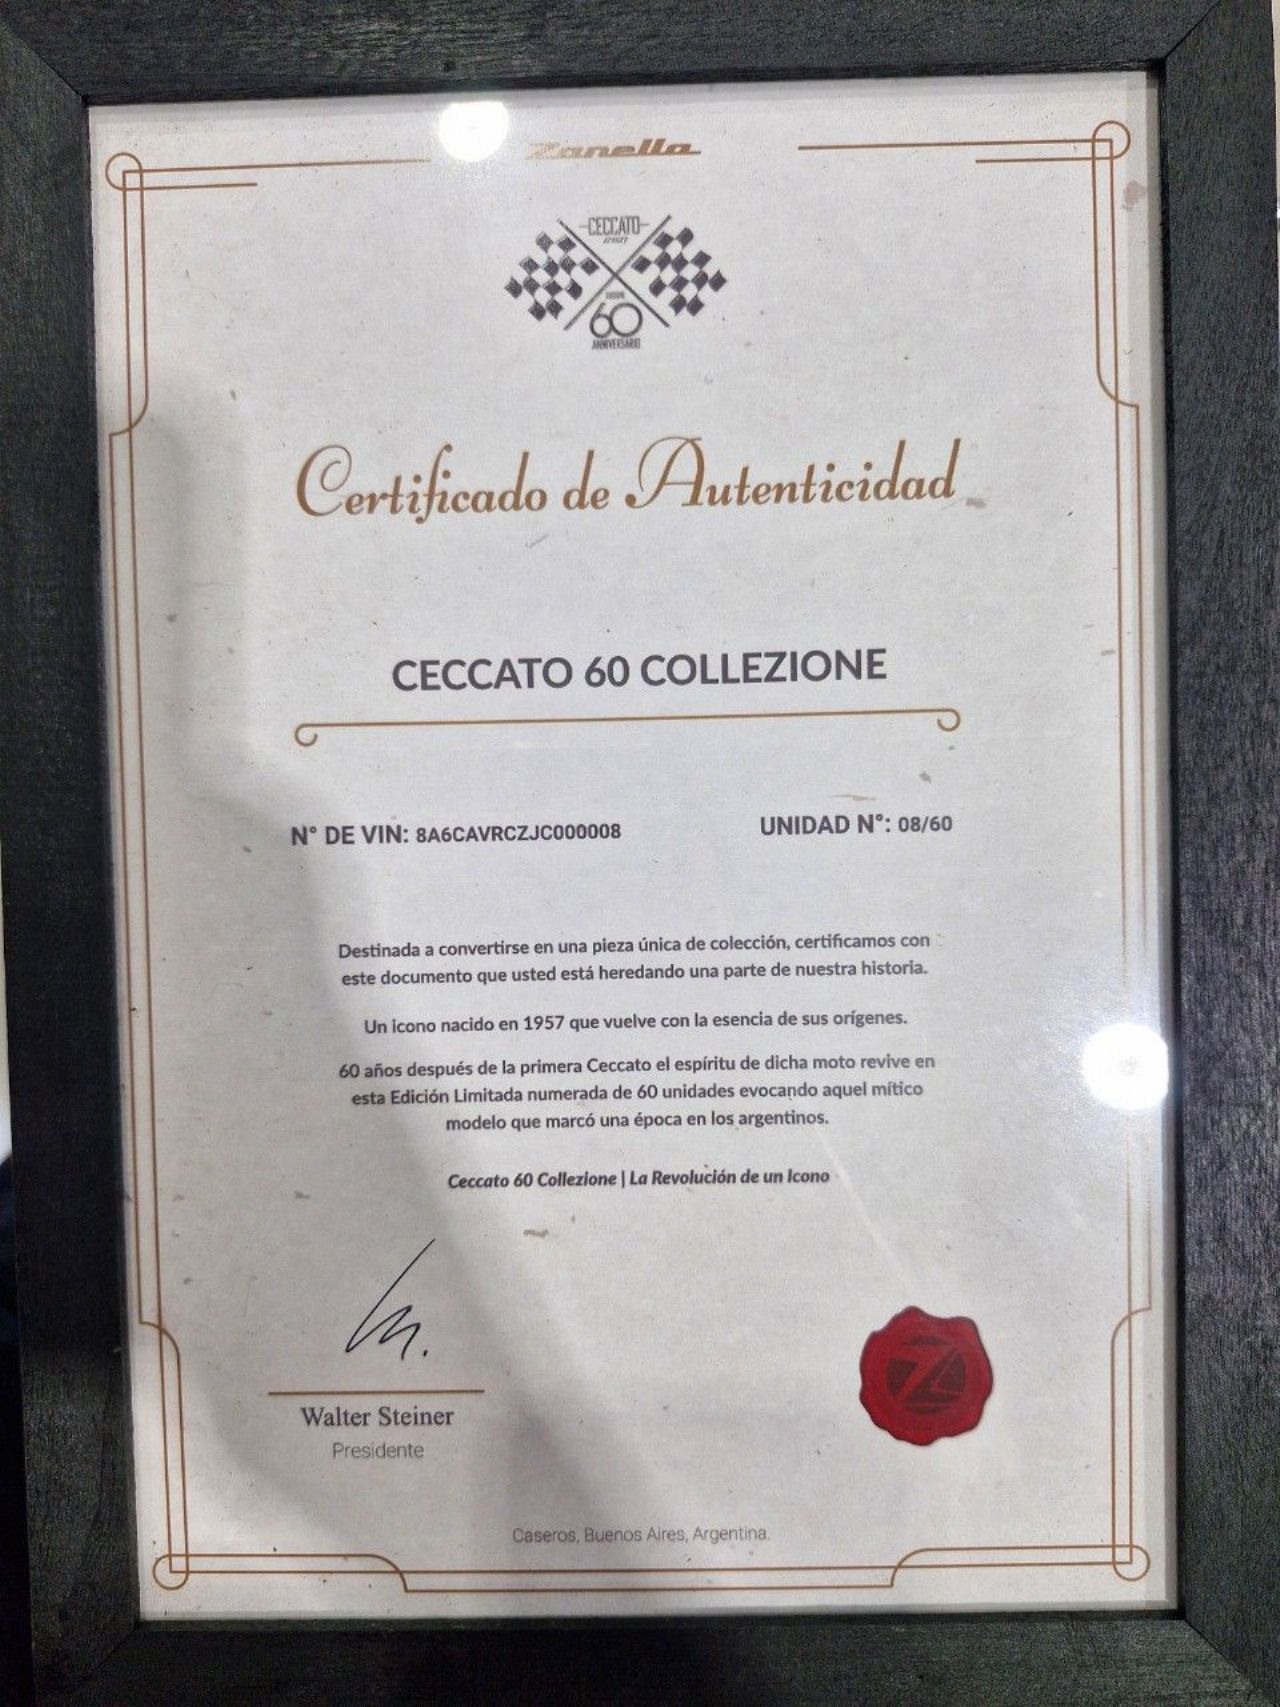 Zanella
CECCATO
60
ANNIVERSARIO
Certificado de Autenticidad
CECCATO 60 COLLEZIONE
N° DE VIN: 8A6CAVRCZJC000008
UNIDAD N°: 08/60
Destinada a convertirse en una pieza única de colección, certificamos con
este documento que usted está heredando una parte de nuestra historia.
Un icono nacido en 1957 que vuelve con la esencia de sus orígenes.
60 años después de la primera Ceccato el espíritu de dicha moto revive en
esta Edición Limitada numerada de 60 unidades evocando aquel mítico
modelo que marcó una época en los argentinos.
Ceccato 60 Collezione | La Revolución de un Icono
Walter Steiner
Presidente
Caseros, Buenos Aires, Argentina.